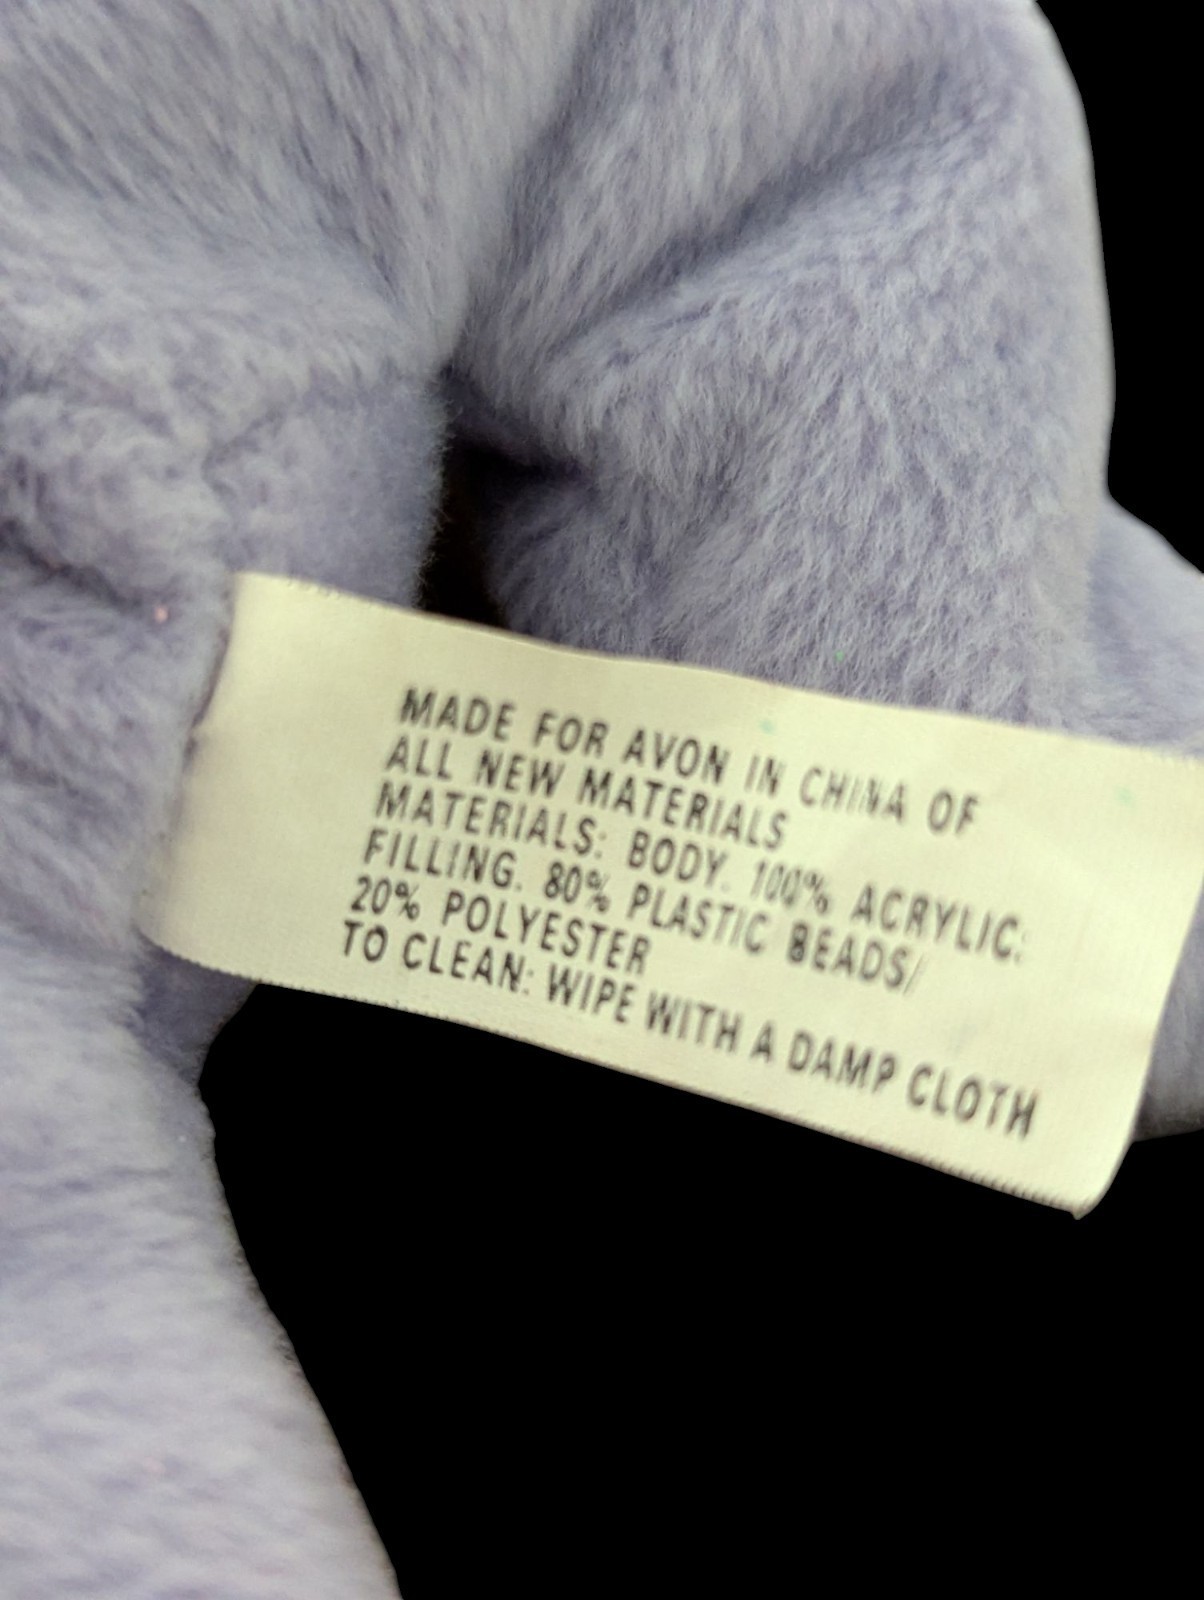 MADE FOR AVON IN CHINA OF
ALL NEW MATERIALS
MATERIALS: BODY. 100% ACRYLIC:
FILLING. 80% PLASTIC BEADS/
20% POLYESTER
TO CLEAN: WIPE WITH A DAMP CLOTH